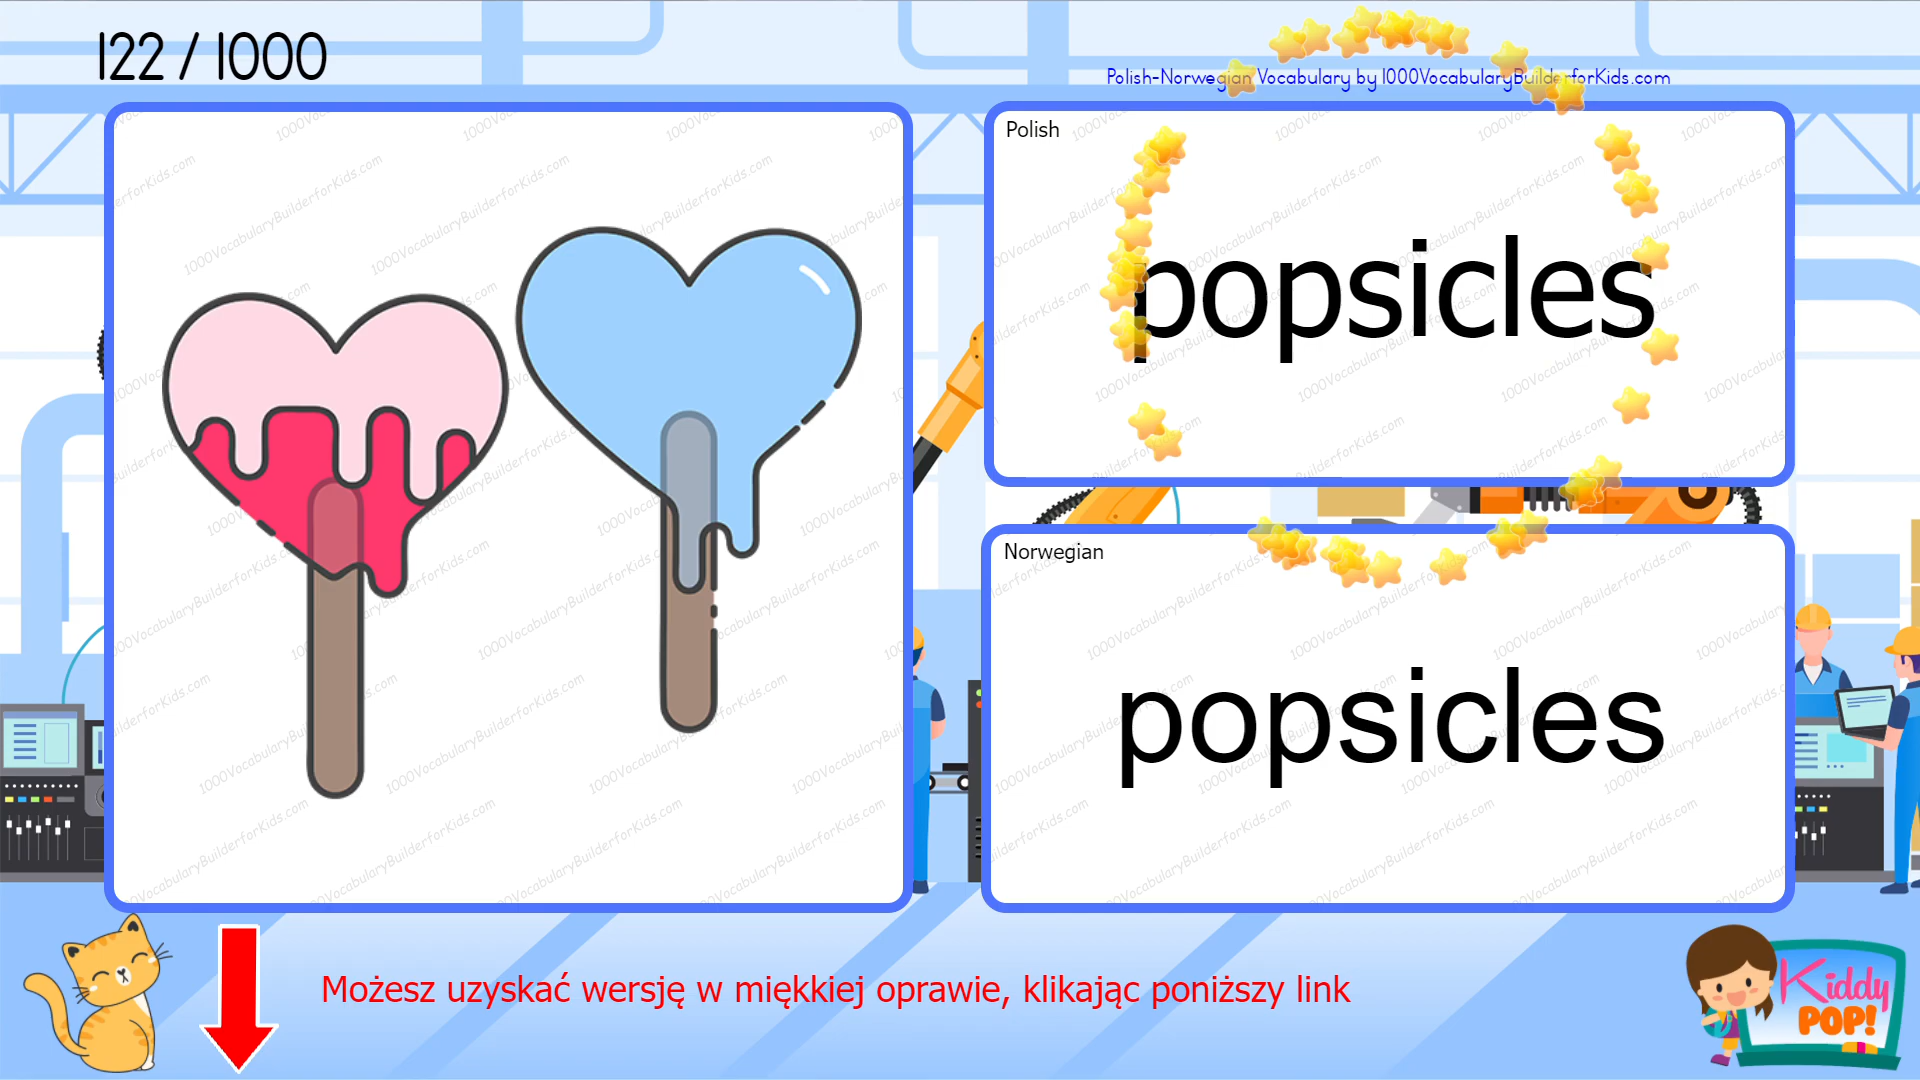 122 / 1000
Polish-Norwegian Vocabulary by 1000VocabularyBuilderforKids.com
Polish
popsicles
Norwegian
popsicles
Możesz uzyskać wersję w miękkiej oprawie, klikając poniższy link
Kiddy
POP!